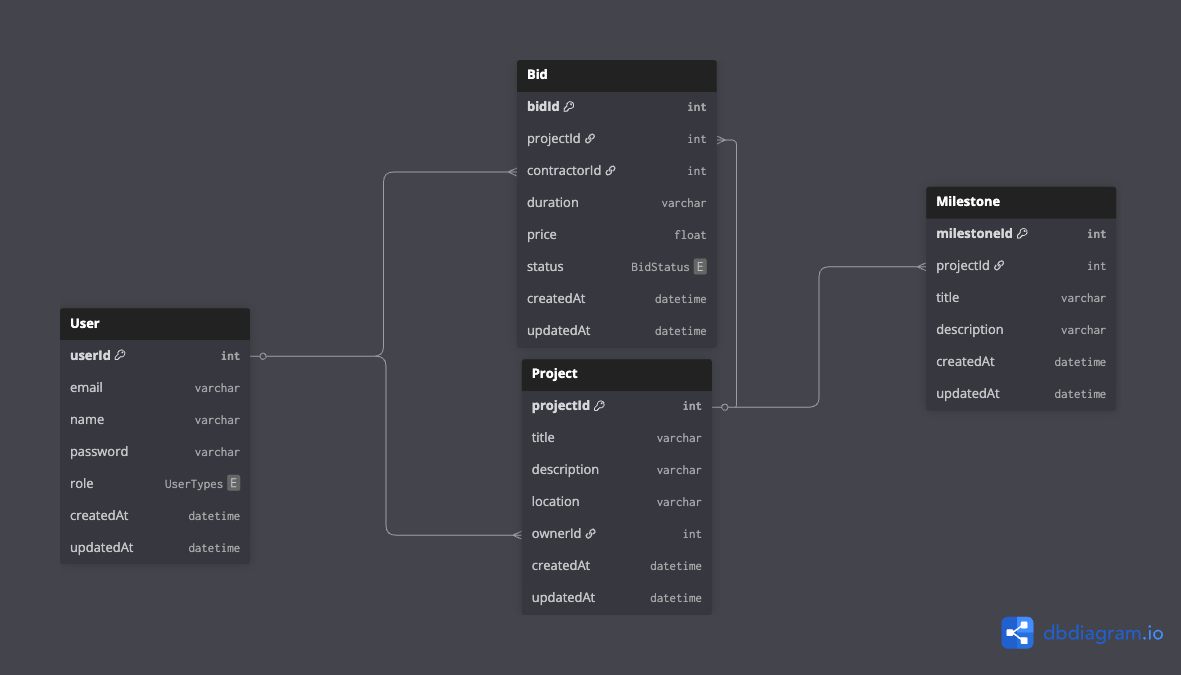 Bid
bidId int
projectId int
contractorId int
duration varchar
price float
status BidStatus E
createdAt datetime
updatedAt datetime
Milestone
milestoneId int
projectId int
title varchar
description varchar
createdAt datetime
updatedAt datetime
User
userId int
email varchar
name varchar
password varchar
role UserTypes E
createdAt datetime
updatedAt datetime
Project
projectId int
title varchar
description varchar
location varchar
ownerId int
createdAt datetime
updatedAt datetime
dbdiagram.io